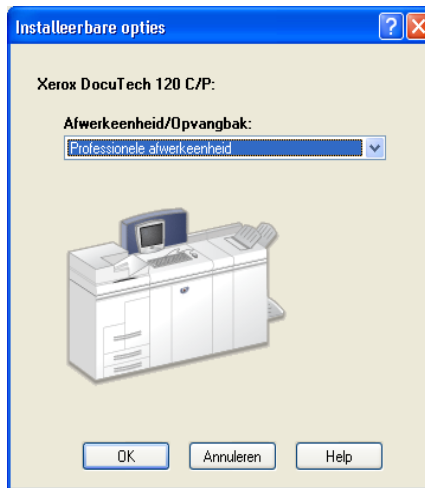 Installeerbare opties
Xerox DocuTech 120 C/P:
Afwerkeenheid/Opvangbak:
Professionele afwerkeenheid
OK Annuleren Help